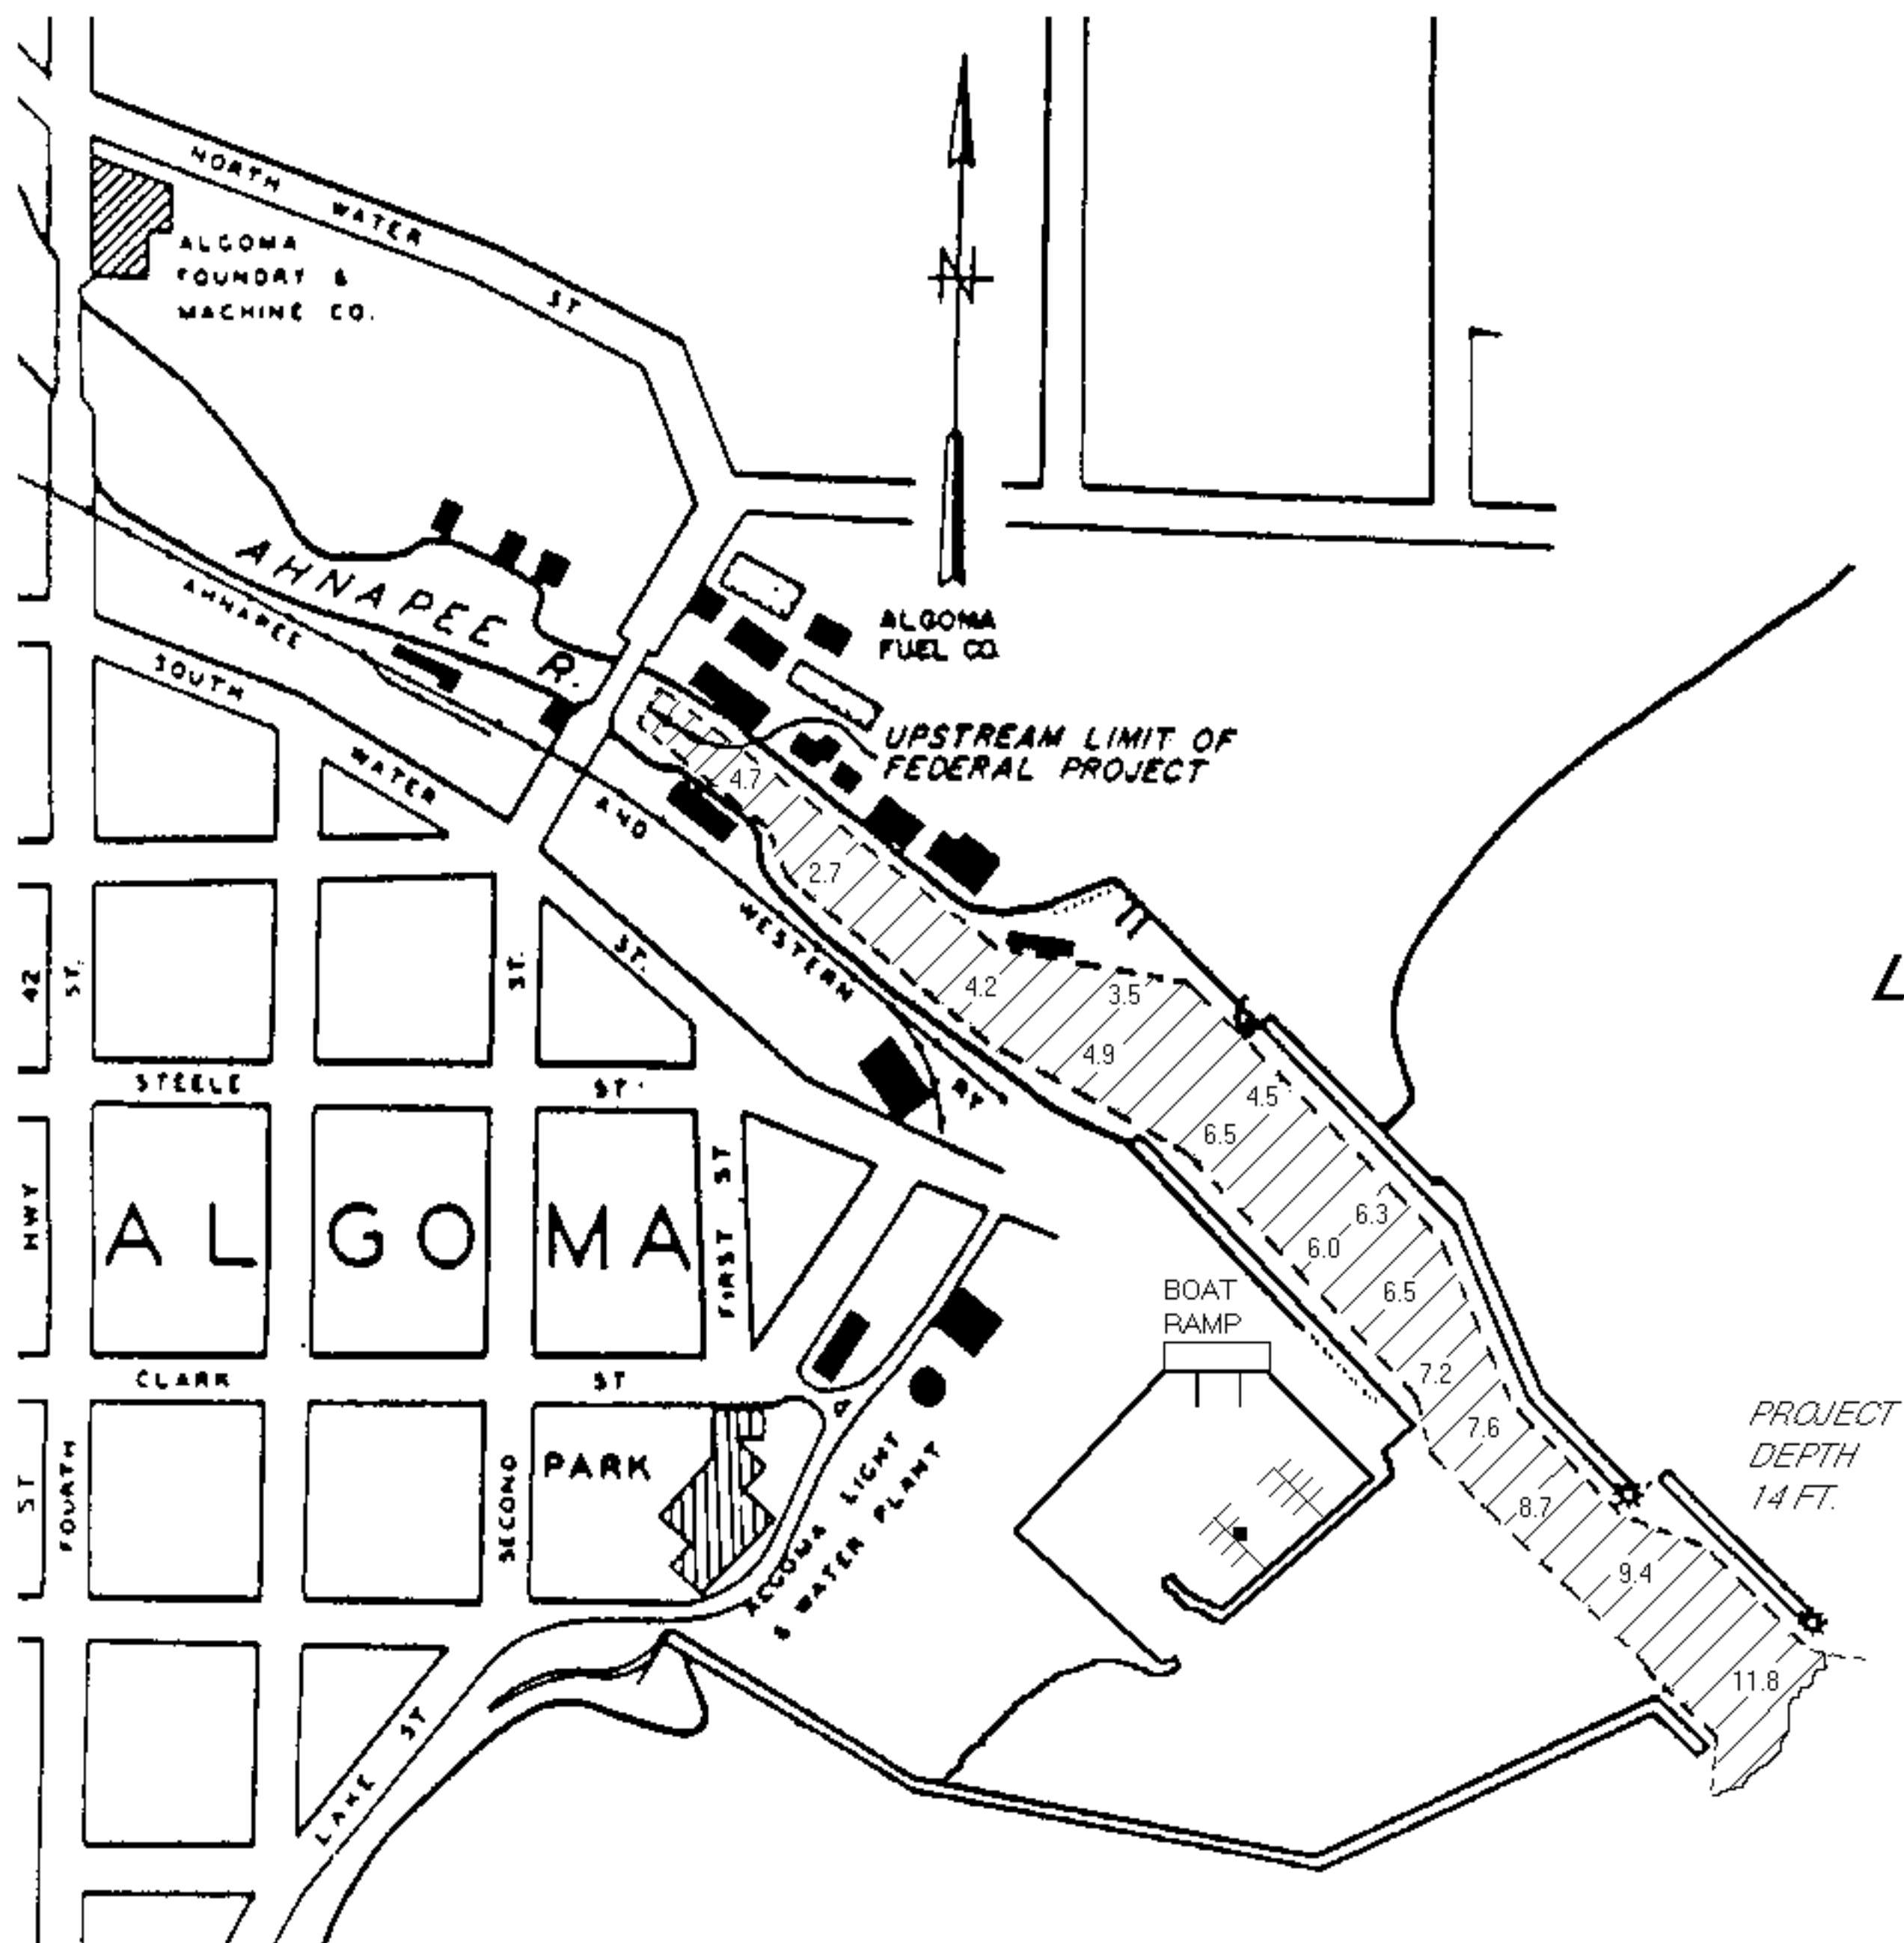 NORTH WATER ST
ALGOMA
FOUNDRY &
MACHINE CO.
N
AHNAPEE R.
AHNAPEE AND WESTERN RY
ALGOMA
FUEL CO.
UPSTREAM LIMIT OF
FEDERAL PROJECT
SOUTH WATER ST.
4.7
2.7
4.2
3.5
4.9
4.5
6.5
6.3
6.0
6.5
7.2
7.6
8.7
9.4
11.8
42
ST.
ST.
STEELE ST.
HWY
ALGOMA
FIRST ST
BOAT
RAMP
CLARK ST
ST
FOURTH
SECOND
PARK
ALGOMA LIGHT
& WATER PLANT
PROJECT
DEPTH
14 FT.
LAKE ST
L